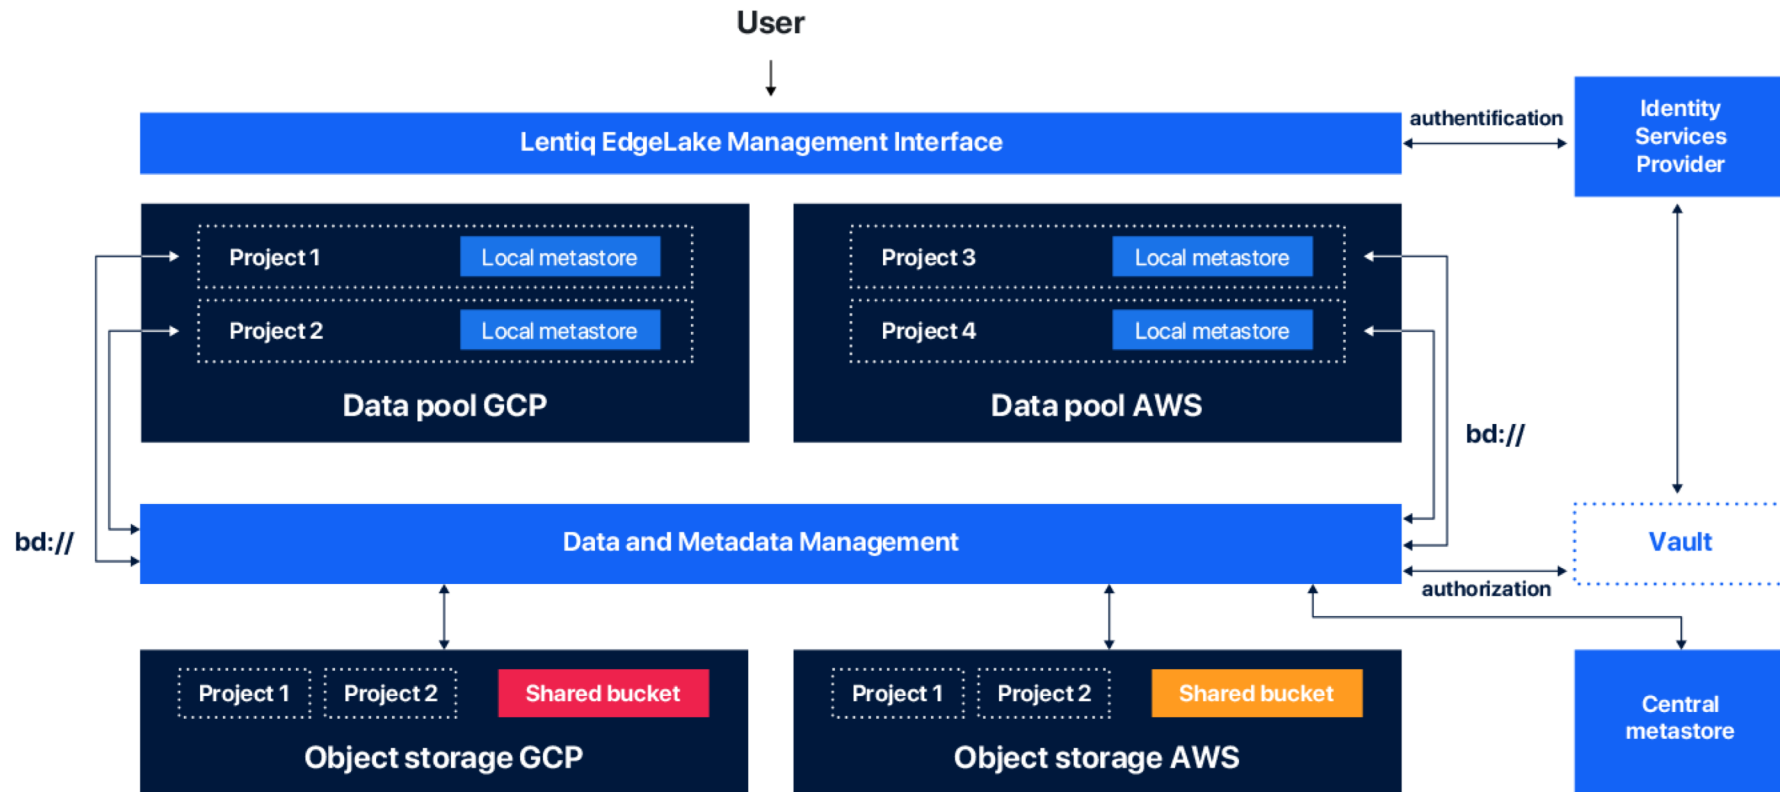 User
Lentiq EdgeLake Management Interface
authentification
Identity
Services
Provider
Project 1
Local metastore
Project 2
Local metastore
Data pool GCP
Project 3
Local metastore
Project 4
Local metastore
Data pool AWS
bd://
bd://
Data and Metadata Management
authorization
Vault
Project 1
Project 2
Shared bucket
Object storage GCP
Project 1
Project 2
Shared bucket
Object storage AWS
Central
metastore